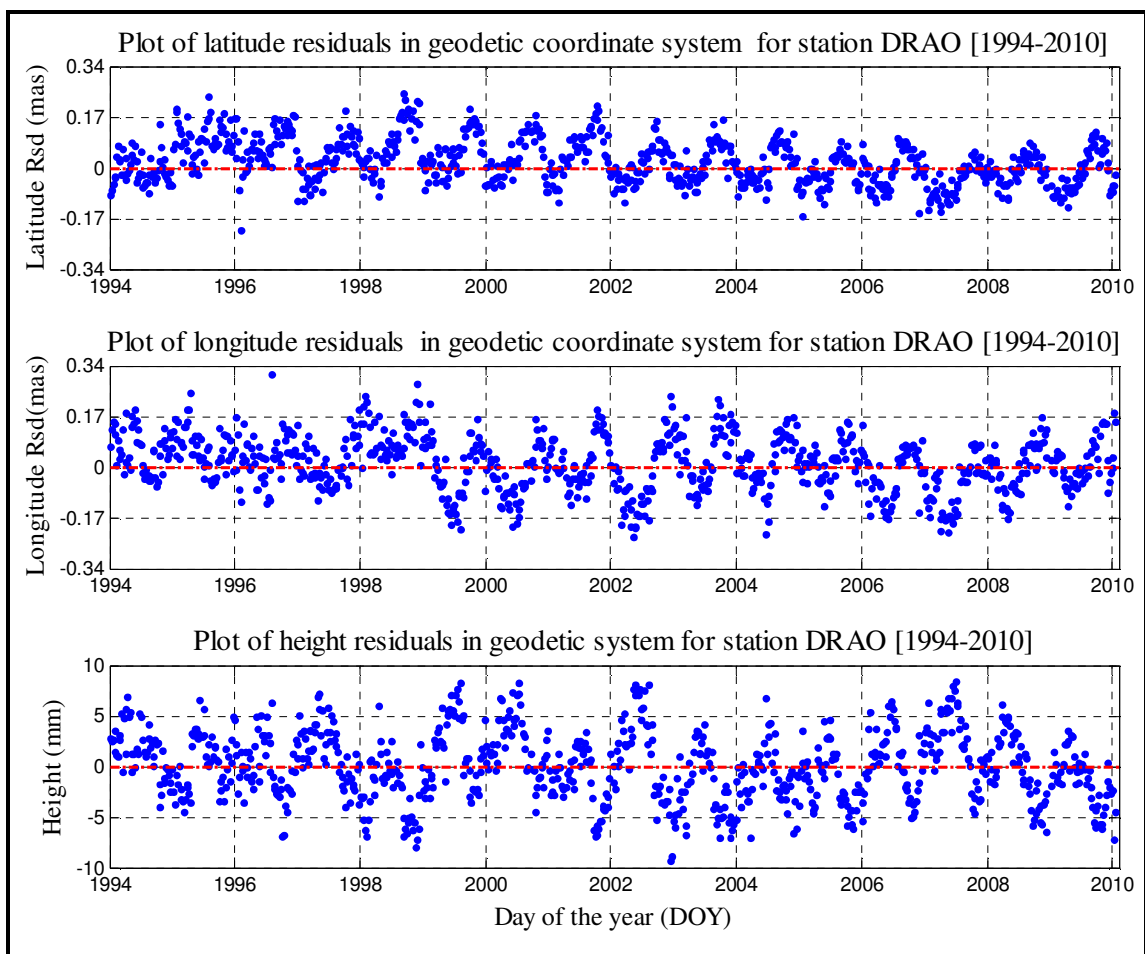 Plot of latitude residuals in geodetic coordinate system for station DRAO [1994-2010]
Latitude Rsd (mas)
0.34
0.17
0
-0.17
-0.34
1994 1996 1998 2000 2002 2004 2006 2008 2010
Plot of longitude residuals in geodetic coordinate system for station DRAO [1994-2010]
Longitude Rsd(mas)
0.34
0.17
0
-0.17
-0.34
1994 1996 1998 2000 2002 2004 2006 2008 2010
Plot of height residuals in geodetic system for station DRAO [1994-2010]
Height (mm)
10
5
0
-5
-10
1994 1996 1998 2000 2002 2004 2006 2008 2010
Day of the year (DOY)